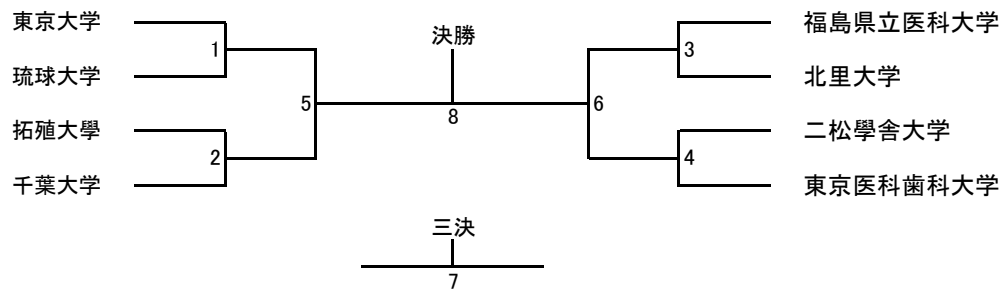 東京大学
琉球大学
拓殖大學
千葉大学
1
2
5
決勝
8
6
3
4
福島県立医科大学
北里大学
二松學舎大学
東京医科歯科大学
三決
7